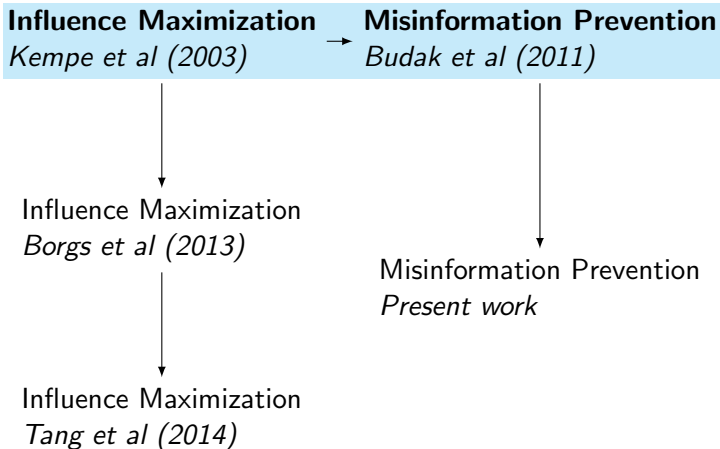 Influence Maximization
Kempe et al (2003)
Misinformation Prevention
Budak et al (2011)
Influence Maximization
Borgs et al (2013)
Misinformation Prevention
Present work
Influence Maximization
Tang et al (2014)